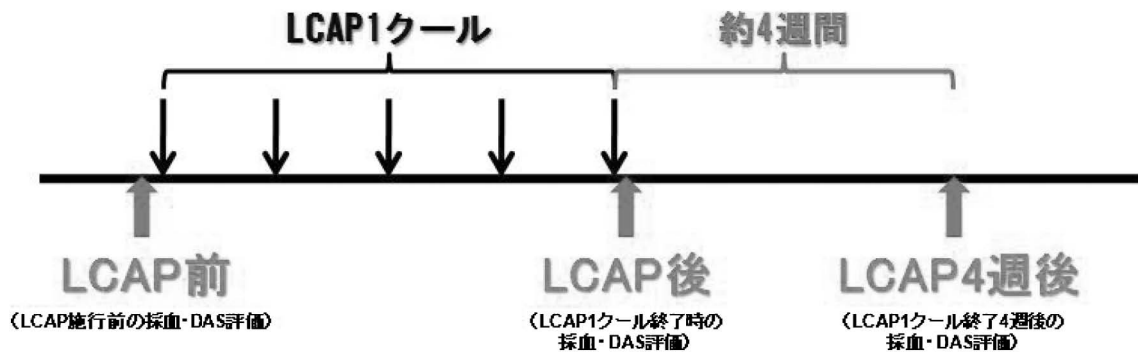 LCAP1クール
約4週間
LCAP前
(LCAP施行前の採血・DAS評価)
LCAP後
(LCAP1クール終了時の
採血・DAS評価)
LCAP4週後
(LCAP1クール終了4週後の
採血・DAS評価)